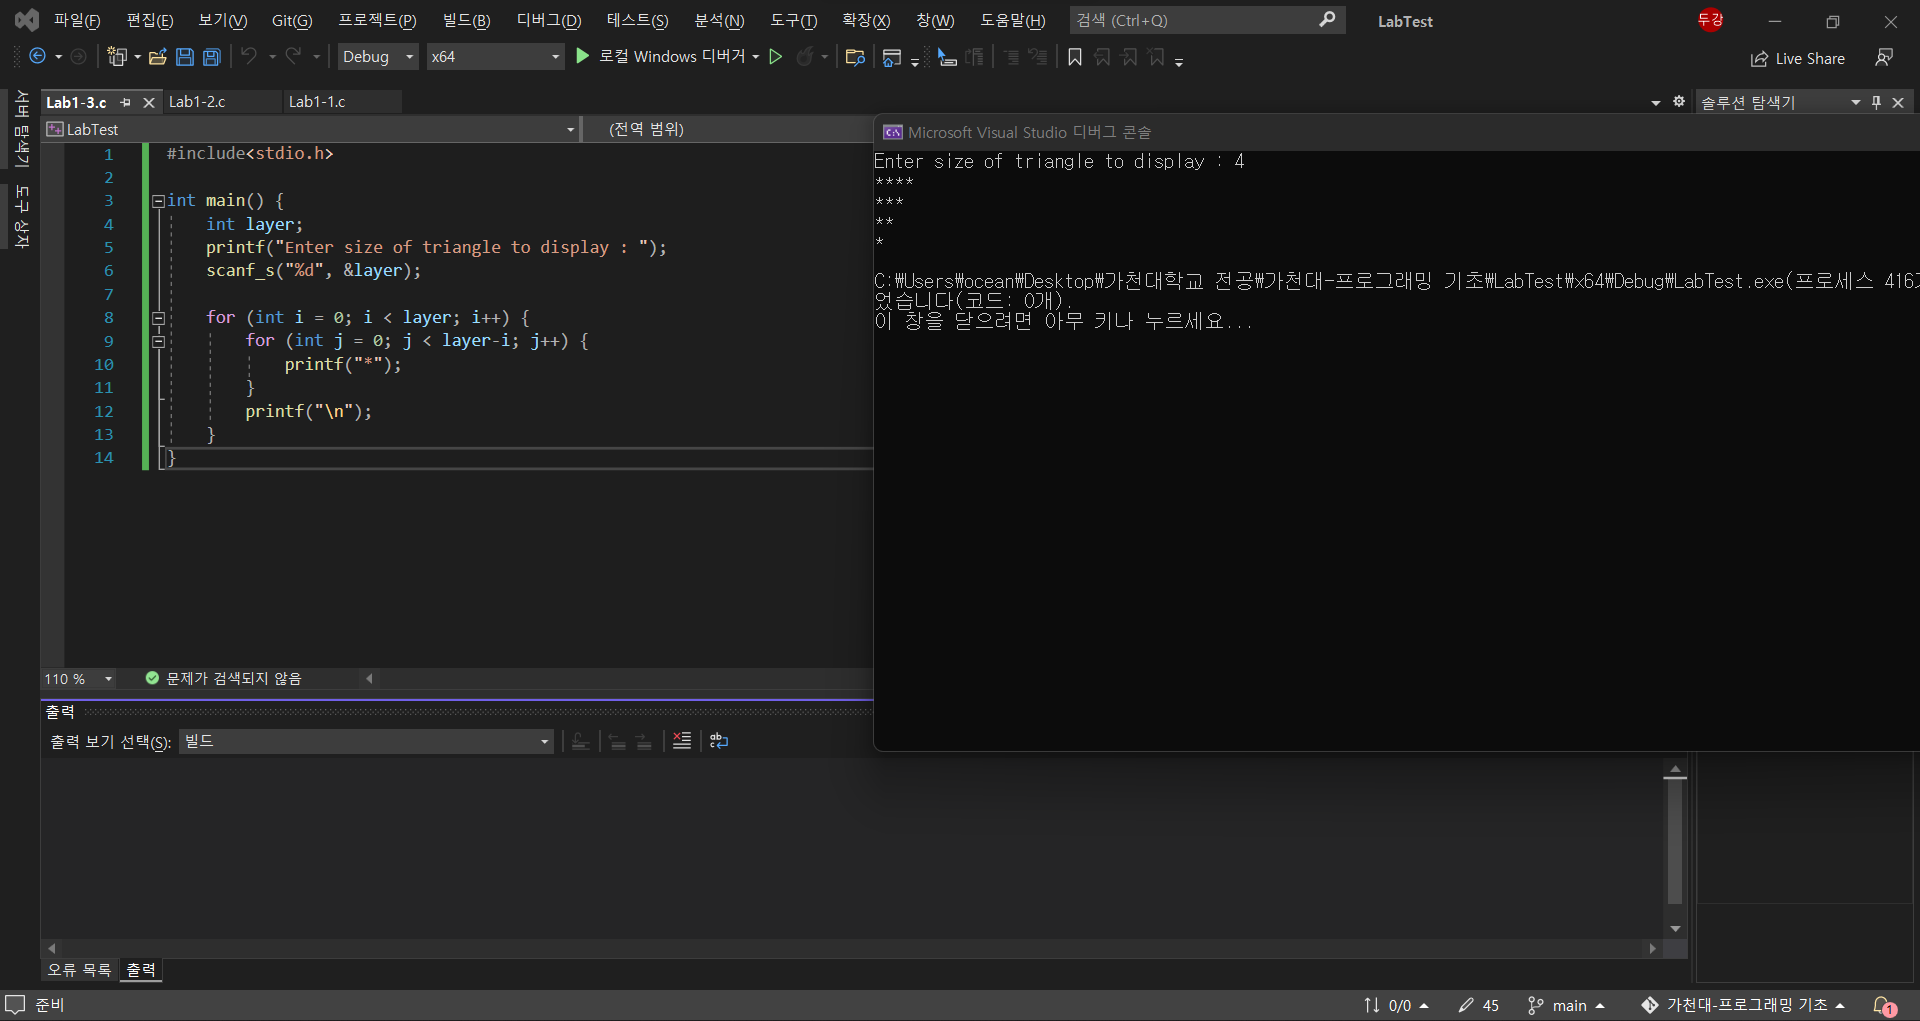 파일(F) 편집(E) 보기(V) Git(G) 프로젝트(P) 빌드(B) 디버그(D) 테스트(S) 분석(N) 도구(T) 확장(X) 창(W) 도움말(H) 검색 (Ctrl+Q) LabTest 두강
Debug x64 로컬 Windows 디버거 Live Share
서버 탐색기
도구 상자
Lab1-3.c Lab1-2.c Lab1-1.c
솔루션 탐색기
LabTest (전역 범위)
1 #include<stdio.h>
2
3 int main() {
4 int layer;
5 printf("Enter size of triangle to display : ");
6 scanf_s("%d", &layer);
7
8 for (int i = 0; i < layer; i++) {
9 for (int j = 0; j < layer-i; j++) {
10 printf("*");
11 }
12 printf("\n");
13 }
14 }
Microsoft Visual Studio 디버그 콘솔
Enter size of triangle to display : 4
****
***
**
*
C:₩Users₩ocean₩Desktop₩가천대학교 전공₩가천대-프로그래밍 기초₩LabTest₩x64₩Debug₩LabTest.exe(프로세스 416
었습니다(코드: 0개).
이 창을 닫으려면 아무 키나 누르세요...
110 % 문제가 검색되지 않음
출력
출력 보기 선택(S): 빌드
오류 목록 출력
준비 0/0 45 main 가천대-프로그래밍 기초 1